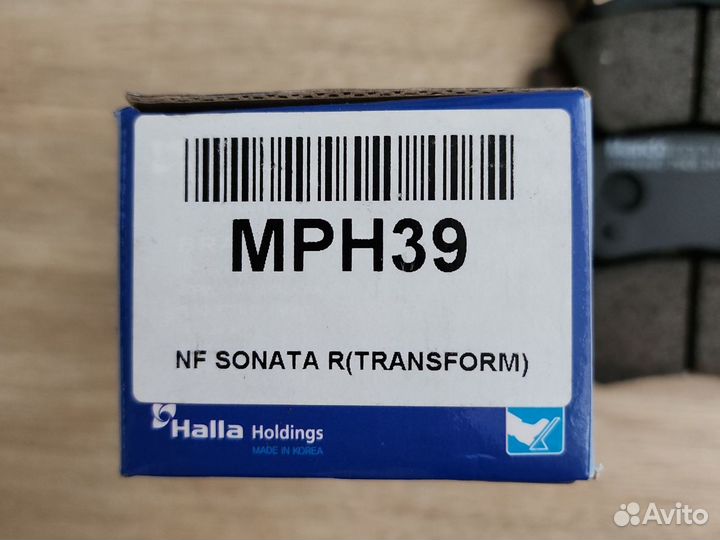 MPH39
NF SONATA R(TRANSFORM)
Halla Holdings
MADE IN KOREA
Avito